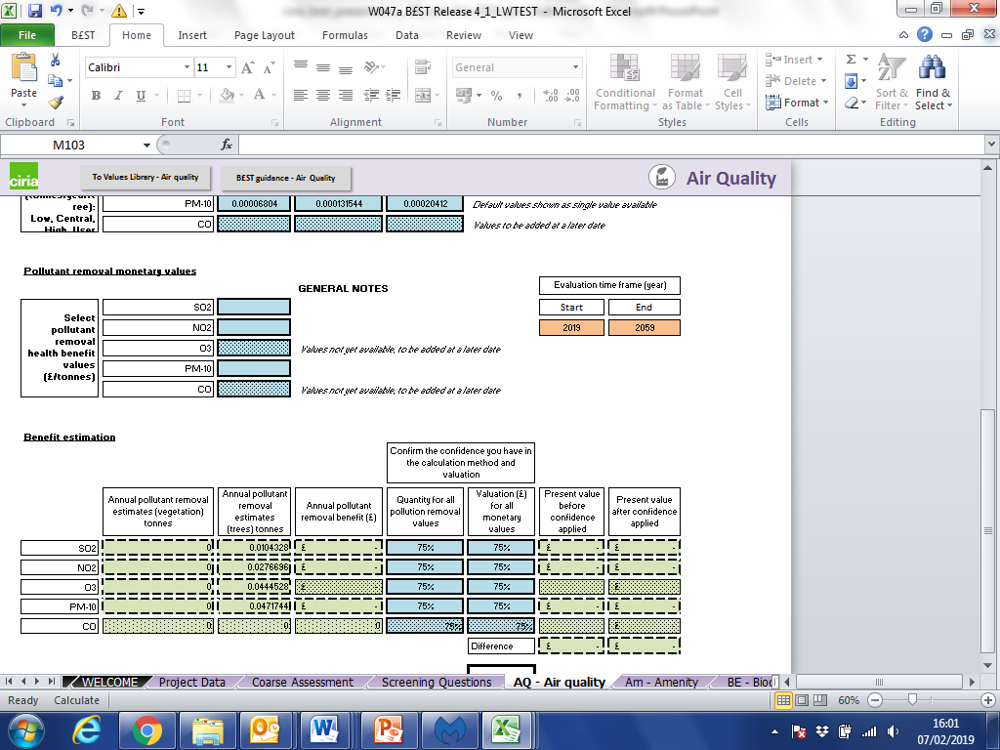 W047a B£ST Release 4_1_LWTEST - Microsoft Excel
File B£ST Home Insert Page Layout Formulas Data Review View
Paste
Calibri 11
B I U
General
Conditional Formatting
Format as Table
Cell Styles
Insert
Delete
Format
Sort & Filter
Find & Select
Clipboard Font Alignment Number Styles Cells Editing
M103 fx
ciria To Values Library - Air quality B£ST guidance - Air Quality Air Quality
ree):
Low, Central,
PM-10 0.00006804 0.000131544 0.00020412 Default values shown as single value available
CO Values to be added at a later date
Pollutant removal monetary values
GENERAL NOTES
Evaluation time frame (year)
Start End
2019 2059
Select
pollutant
removal
health benefit
values
(£/tonnes)
SO2
NO2
O3 Values not yet available, to be added at a later date
PM-10
CO Values not yet available, to be added at a later date
Benefit estimation
Confirm the confidence you have in
the calculation method and
valuation
Annual pollutant removal
estimates (vegetation)
tonnes
Annual pollutant
removal
estimates
(trees) tonnes
Annual pollutant
removal benefit (£)
Quantity for all
pollution removal
values
Valuation (£)
for all
monetary
values
Present value
before
confidence
applied
Present value
after confidence
applied
SO2 0 0.0104328 £ - 75% 75% £ - £ -
NO2 0 0.0276696 £ - 75% 75% £ - £ -
O3 0 0.0444528 £ - 75% 75% £
PM-10 0 0.0471744 £ - 75% 75% £ - £ -
CO 0 0 0 75% 75% £
Difference £ - £ -
WELCOME Project Data Coarse Assessment Screening Questions AQ - Air quality Am - Amenity BE - Biod
Ready Calculate 60%
16:01
07/02/2019